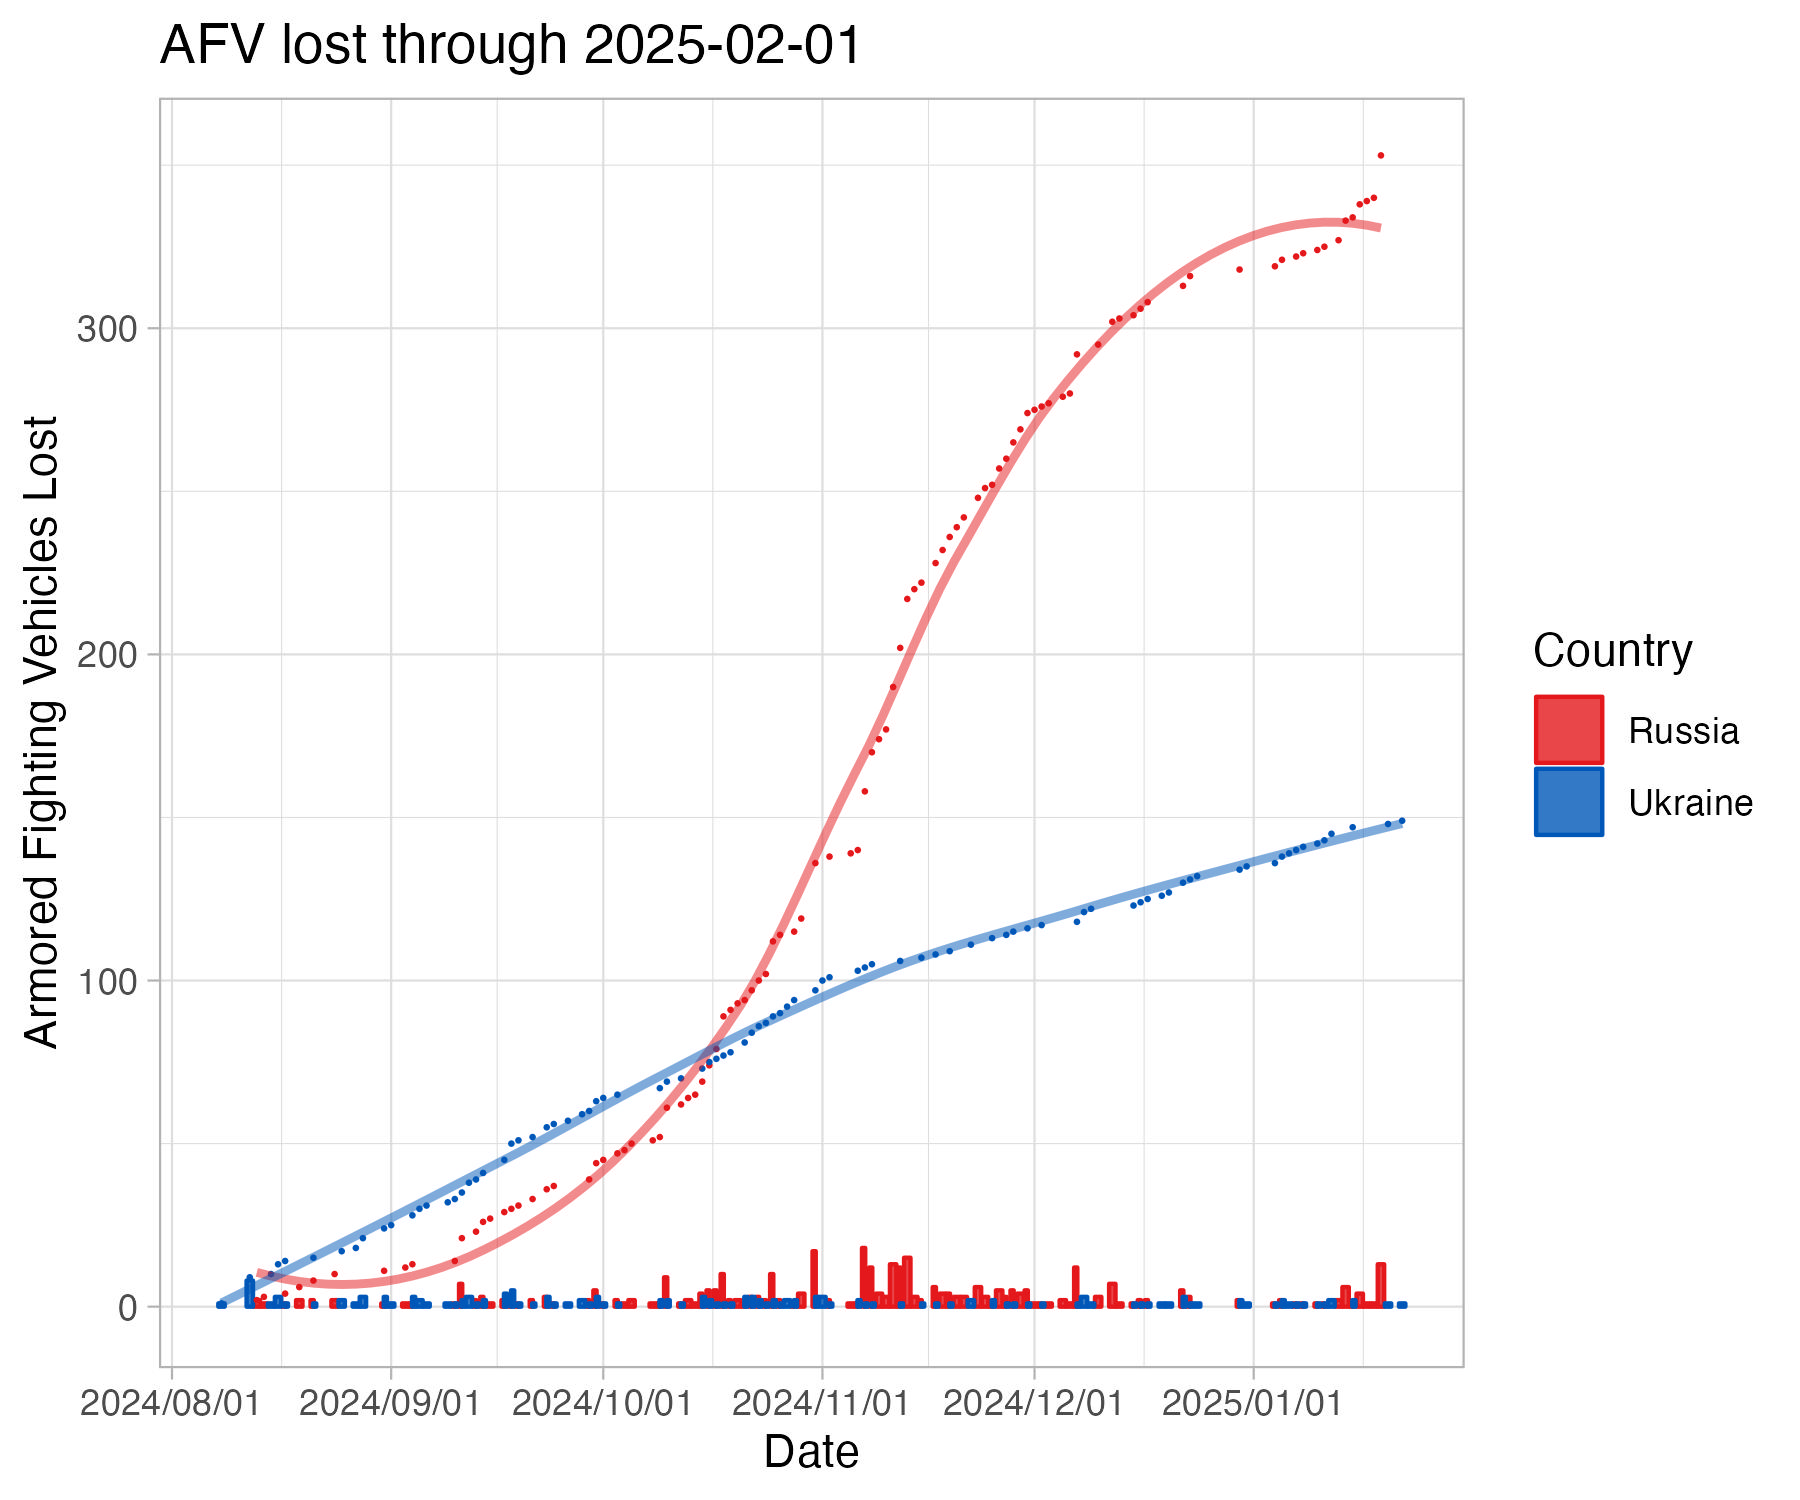 AFV lost through 2025-02-01
Armored Fighting Vehicles Lost
300
200
100
0
2024/08/01 2024/09/01 2024/10/01 2024/11/01 2024/12/01 2025/01/01
Date
Country
Russia
Ukraine